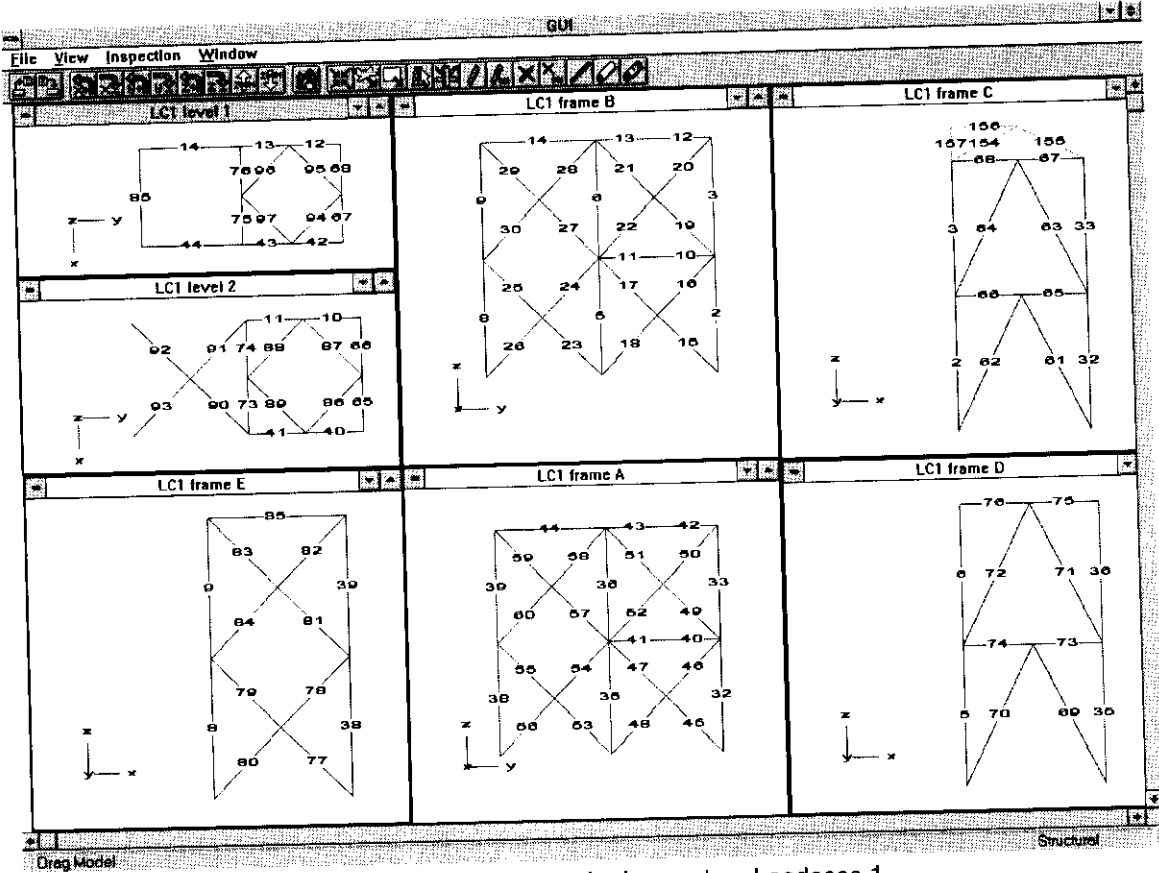 GUI
File View Inspection Window
LC1 level 1
14 13 12
76 96 95 68
85
75 97 94 67
44 43 42
z y
x
LC1 level 2
11 10
92 91 74 88 87 66
93 90 73 89 86 65
41 40
z y
x
LC1 frame B
14 13 12
29 28 21 20
9 6 3
30 27 22 19
11 10
25 24 17 16
8 5 2
26 23 18 15
z
x y
LC1 frame C
156
157 154 155
68 67
3 64 63 33
66 65
2 62 61 32
z
y x
LC1 frame E
85
83 82
9 39
84 81
79 78
8 38
80 77
z
y x
LC1 frame A
44 43 42
59 58 51 50
39 36 33
60 57 52 49
41 40
55 54 47 46
38 35 32
56 53 48 45
z
x y
LC1 frame D
76 75
6 72 71 36
74 73
5 70 69 35
z
y x
Drag Model
Structural